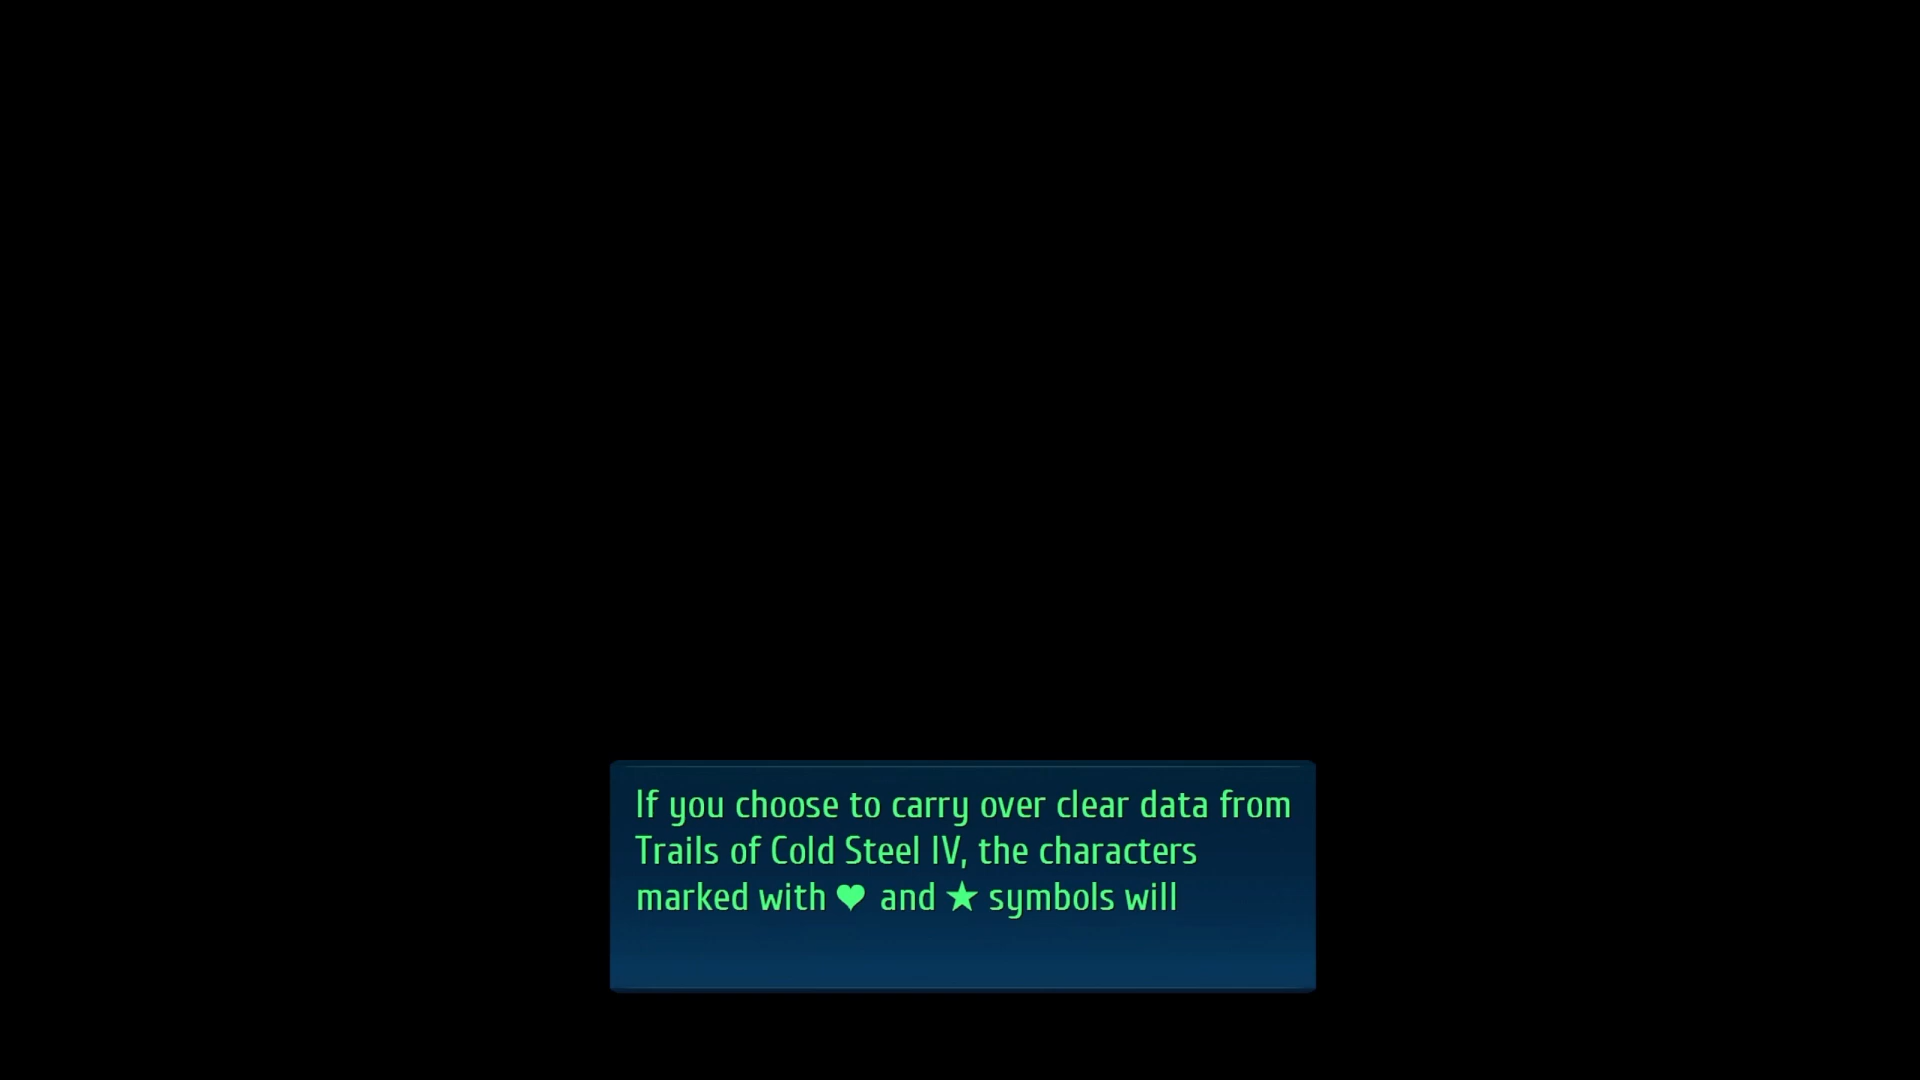 If you choose to carry over clear data from
Trails of Cold Steel IV, the characters
marked with ♥ and ★ symbols will